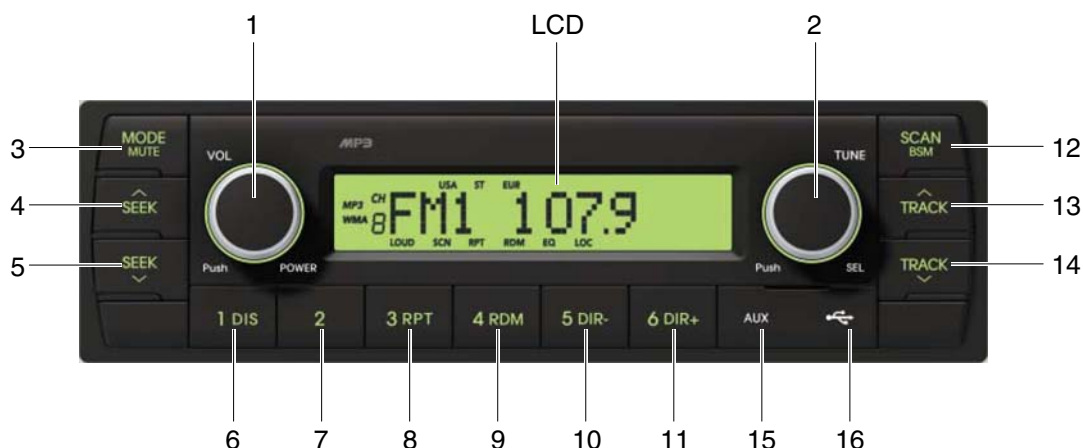 1 LCD 2
3 MODE MUTE VOL MP3 TUNE SCAN BSM 12
4 SEEK USA ST EUR TRACK 13
MP3 WMA CH 8 FM1 107.9
LOUD SCN RPT RDM EQ LOC
5 SEEK Push POWER Push SEL TRACK 14
1 DIS 2 3 RPT 4 RDM 5 DIR- 6 DIR+ AUX
6 7 8 9 10 11 15 16